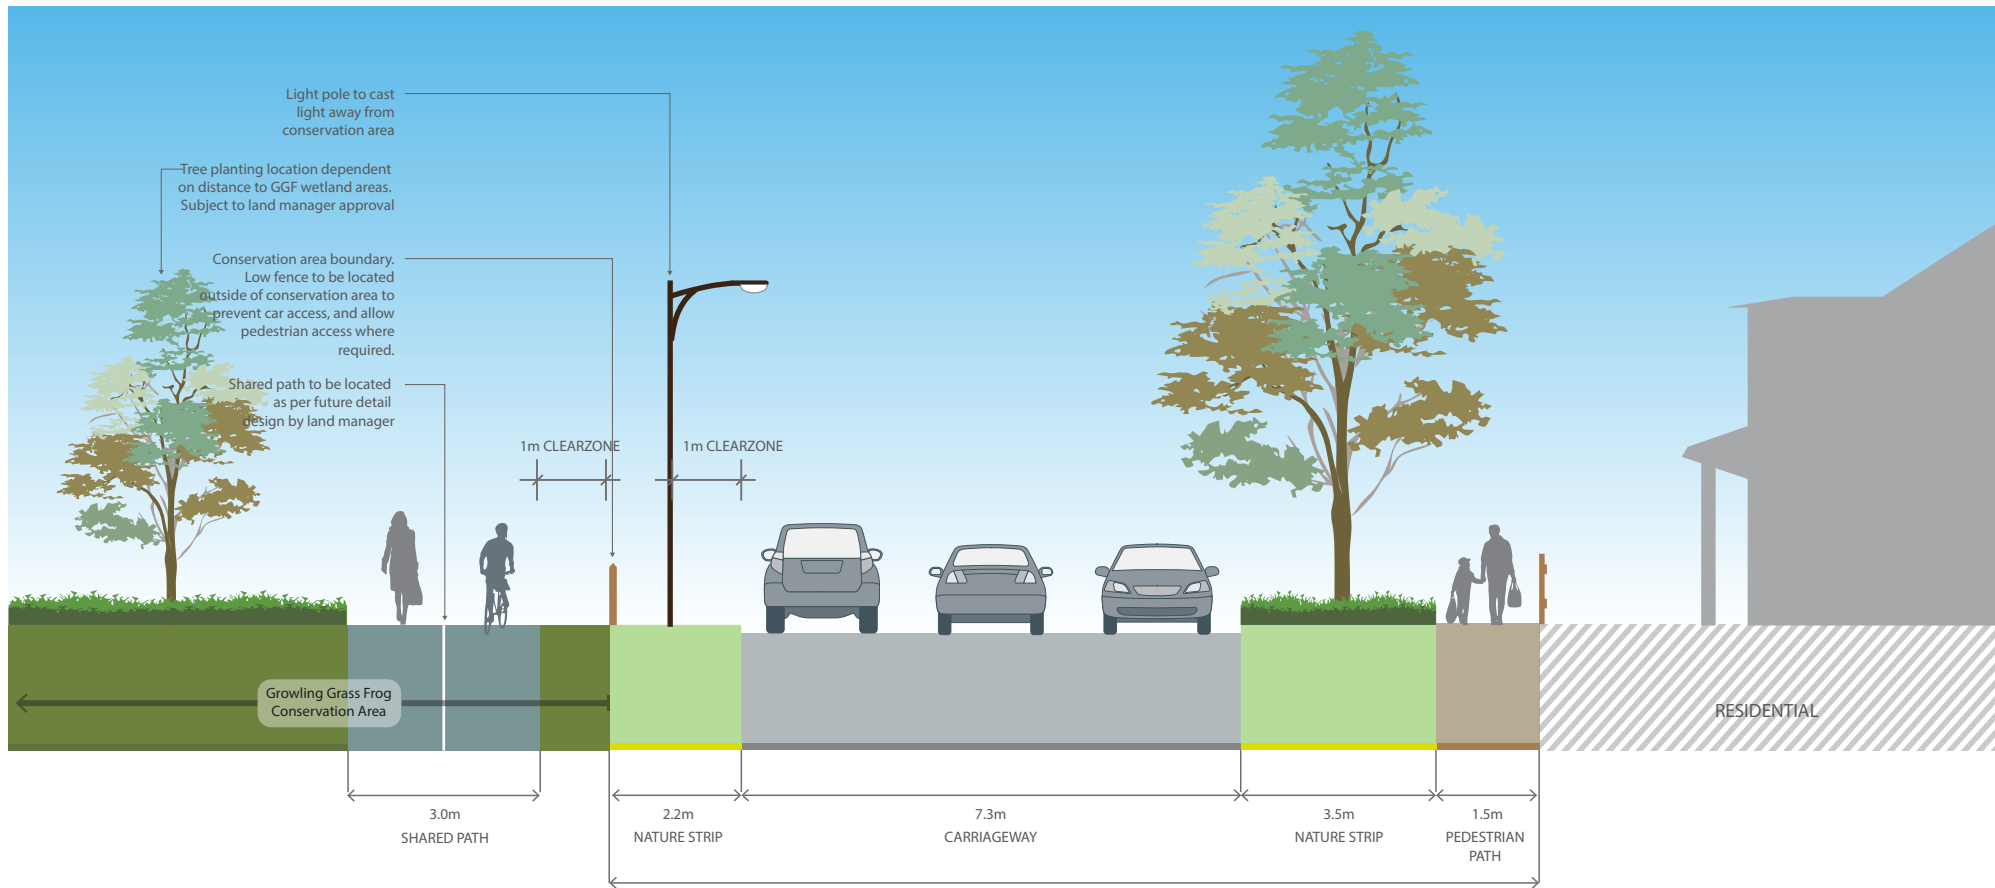 Light pole to cast
light away from
conservation area
Tree planting location dependent
on distance to GGF wetland areas.
Subject to land manager approval
Conservation area boundary.
Low fence to be located
outside of conservation area to
prevent car access, and allow
pedestrian access where
required.
Shared path to be located
as per future detail
design by land manager
1m CLEARZONE
1m CLEARZONE
Growling Grass Frog
Conservation Area
RESIDENTIAL
3.0m
SHARED PATH
2.2m
NATURE STRIP
7.3m
CARRIAGEWAY
3.5m
NATURE STRIP
1.5m
PEDESTRIAN
PATH